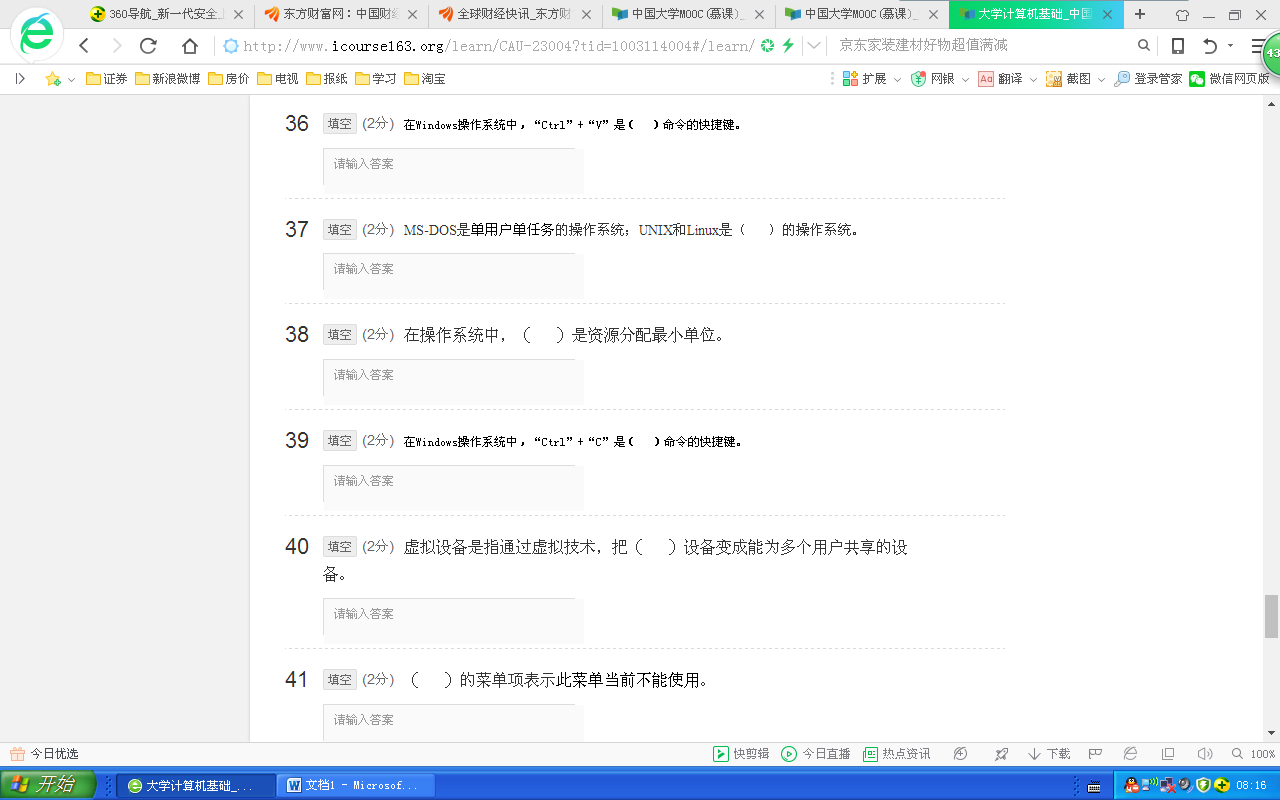 360导航_新一代安全上
东方财富网：中国财经
全球财经快讯_东方财
中国大学MOOC(慕课)_
中国大学MOOC(慕课)_
大学计算机基础_中国
http://www.icourse163.org/learn/CAU-23004?tid=1003114004#/learn/
京东家装建材好物超值满减
43
证券 新浪微博 房价 电视 报纸 学习 淘宝
扩展 网银 Aa 翻译 截图 登录管家 微信网页版
36 填空 (2分) 在Windows操作系统中，“Ctrl”+“V”是（ ）命令的快捷键。
请输入答案
37 填空 (2分) MS-DOS是单用户单任务的操作系统；UNIX和Linux是（ ）的操作系统。
请输入答案
38 填空 (2分) 在操作系统中，（ ）是资源分配最小单位。
请输入答案
39 填空 (2分) 在Windows操作系统中，“Ctrl”+“C”是（ ）命令的快捷键。
请输入答案
40 填空 (2分) 虚拟设备是指通过虚拟技术，把（ ）设备变成能为多个用户共享的设
备。
请输入答案
41 填空 (2分) （ ）的菜单项表示此菜单当前不能使用。
请输入答案
今日优选 快剪辑 今日直播 热点资讯 下载 100%
开始 大学计算机基础_... 文档1 - Microsof... 08:16